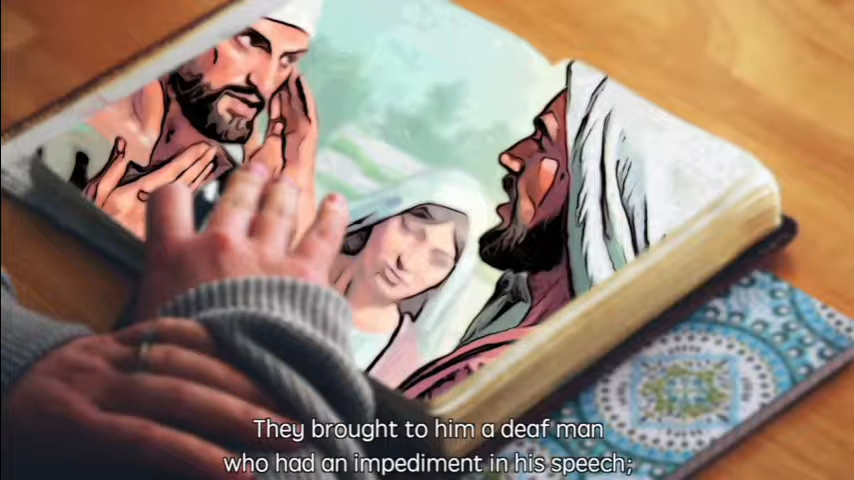 They brought to him a deaf man
who had an impediment in his speech;